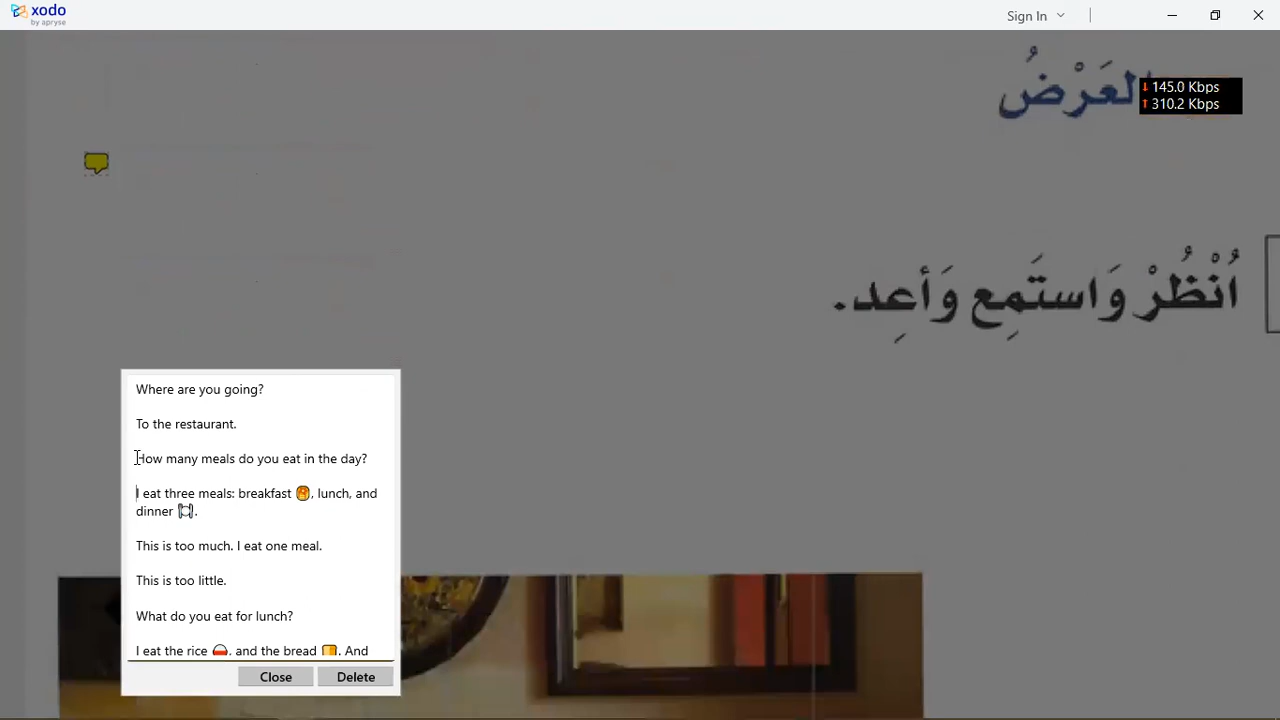 xodo
by apryse
Sign In
العَرْضُ
↓ 145.0 Kbps
↑ 310.2 Kbps
اُنْظُرْ وَاستَمِع وَأعِد.
Where are you going?
To the restaurant.
How many meals do you eat in the day?
I eat three meals: breakfast 🥞, lunch, and
dinner 🍽.
This is too much. I eat one meal.
This is too little.
What do you eat for lunch?
I eat the rice 🍚. and the bread 🍞. And
Close Delete